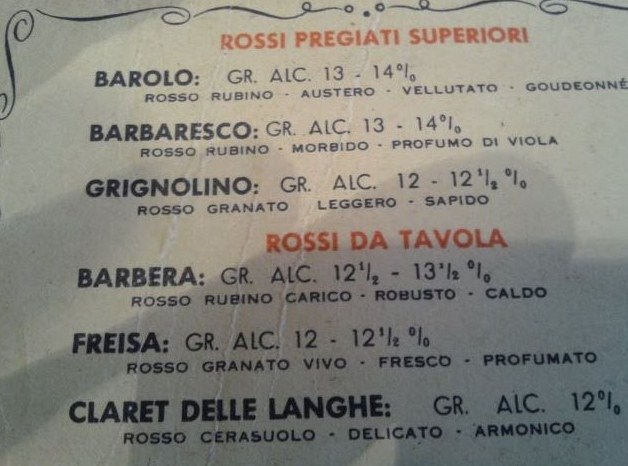 ROSSI PREGIATI SUPERIORI
BAROLO: GR. ALC. 13 - 14%
ROSSO RUBINO - AUSTERO - VELLUTATO - GOUDEONNÉ
BARBARESCO: GR. ALC. 13 - 14%
ROSSO RUBINO - MORBIDO - PROFUMO DI VIOLA
GRIGNOLINO: GR. ALC. 12 - 12 1/2 %
ROSSO GRANATO LEGGERO - SAPIDO
ROSSI DA TAVOLA
BARBERA: GR. ALC. 12 1/2 - 13 1/2 %
ROSSO RUBINO CARICO - ROBUSTO - CALDO
FREISA: GR. ALC. 12 - 12 1/2 %
ROSSO GRANATO VIVO - FRESCO - PROFUMATO
CLARET DELLE LANGHE: GR. ALC. 12%
ROSSO CERASUOLO - DELICATO - ARMONICO